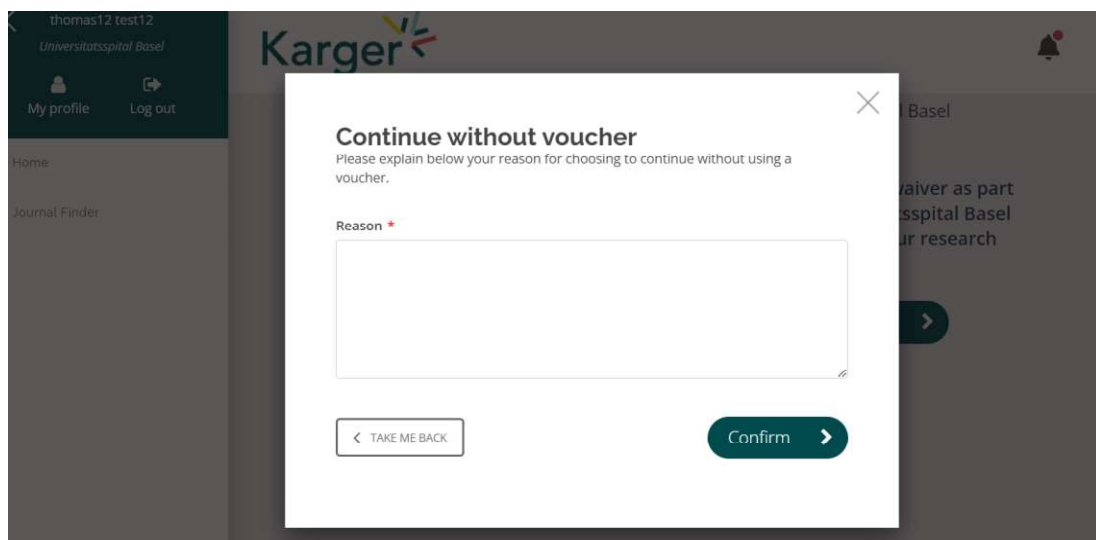 thomas12 test12
Universitatsspital Basel
My profile
Log out
Home
Journal Finder
Karger
l Basel
vaiver as part
tsspital Basel
ur research
Continue without voucher
Please explain below your reason for choosing to continue without using a
voucher.
Reason *
TAKE ME BACK
Confirm